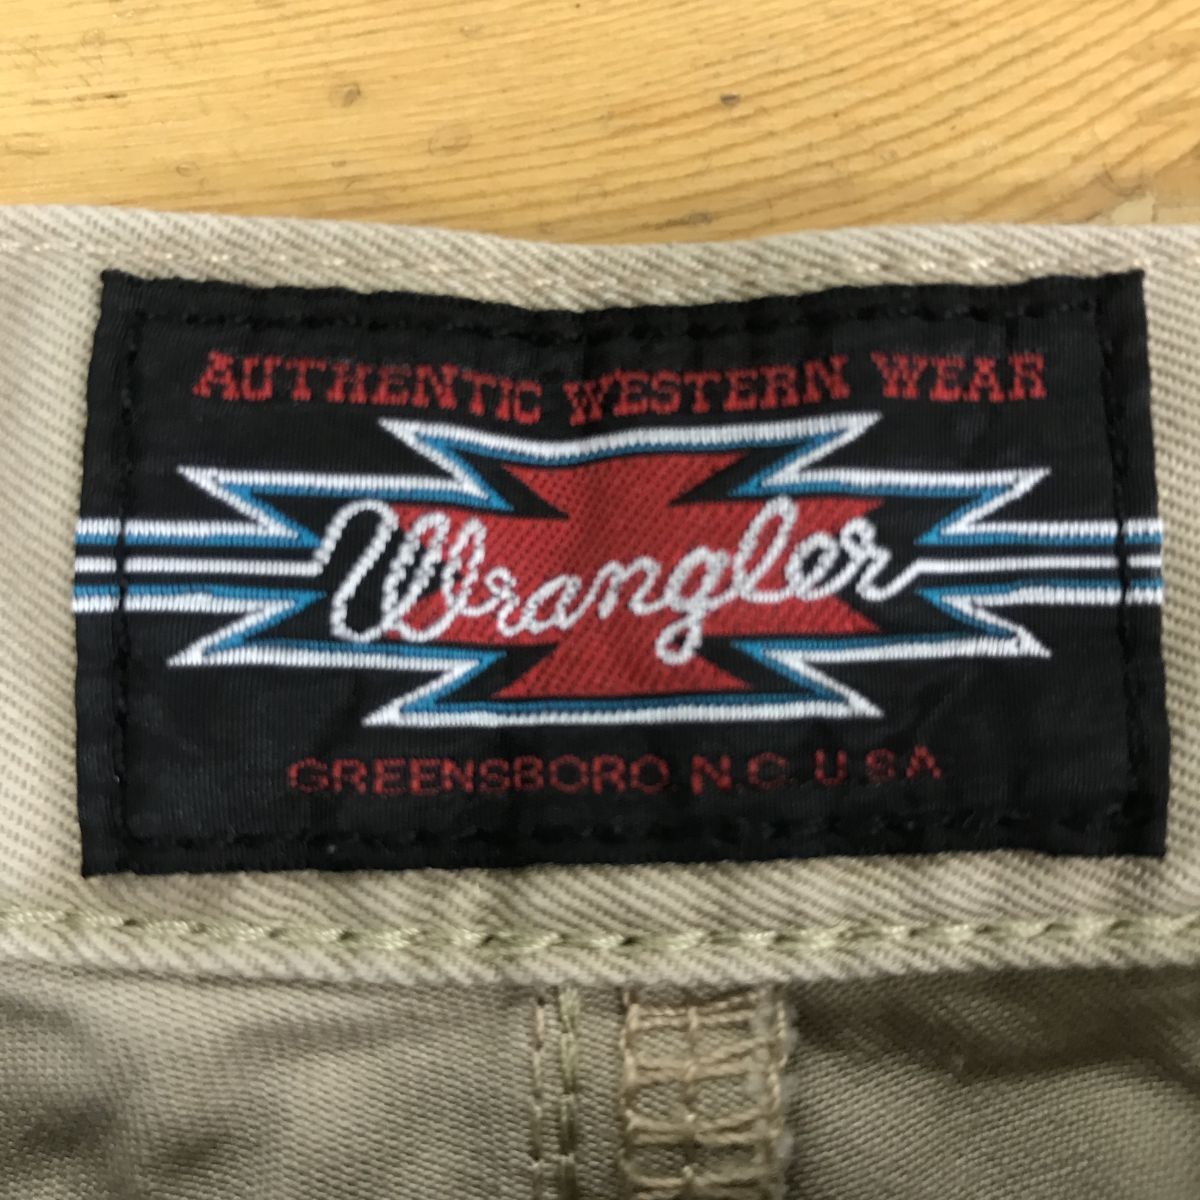 AUTHENTIC WESTERN WEAR
Wrangler
GREENSBORO. N.C. U.S.A